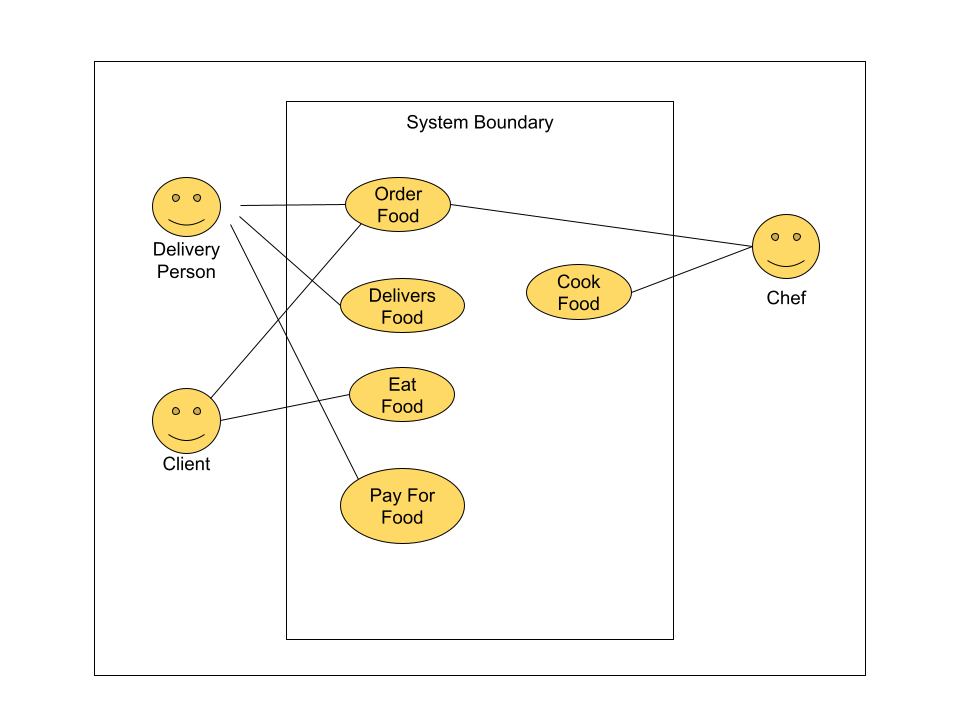 System Boundary
Order
Food
Delivery
Person
Delivers
Food
Cook
Food
Chef
Eat
Food
Client
Pay For
Food